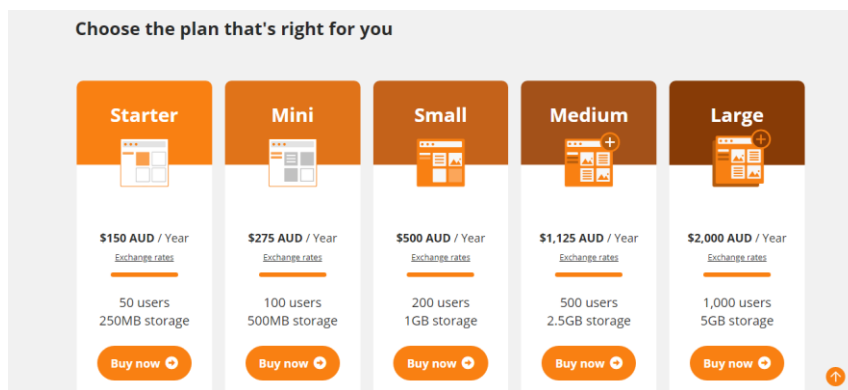 Choose the plan that's right for you
Starter
$150 AUD / Year
Exchange rates
50 users
250MB storage
Buy now
Mini
$275 AUD / Year
Exchange rates
100 users
500MB storage
Buy now
Small
$500 AUD / Year
Exchange rates
200 users
1GB storage
Buy now
Medium
$1,125 AUD / Year
Exchange rates
500 users
2.5GB storage
Buy now
Large
$2,000 AUD / Year
Exchange rates
1,000 users
5GB storage
Buy now